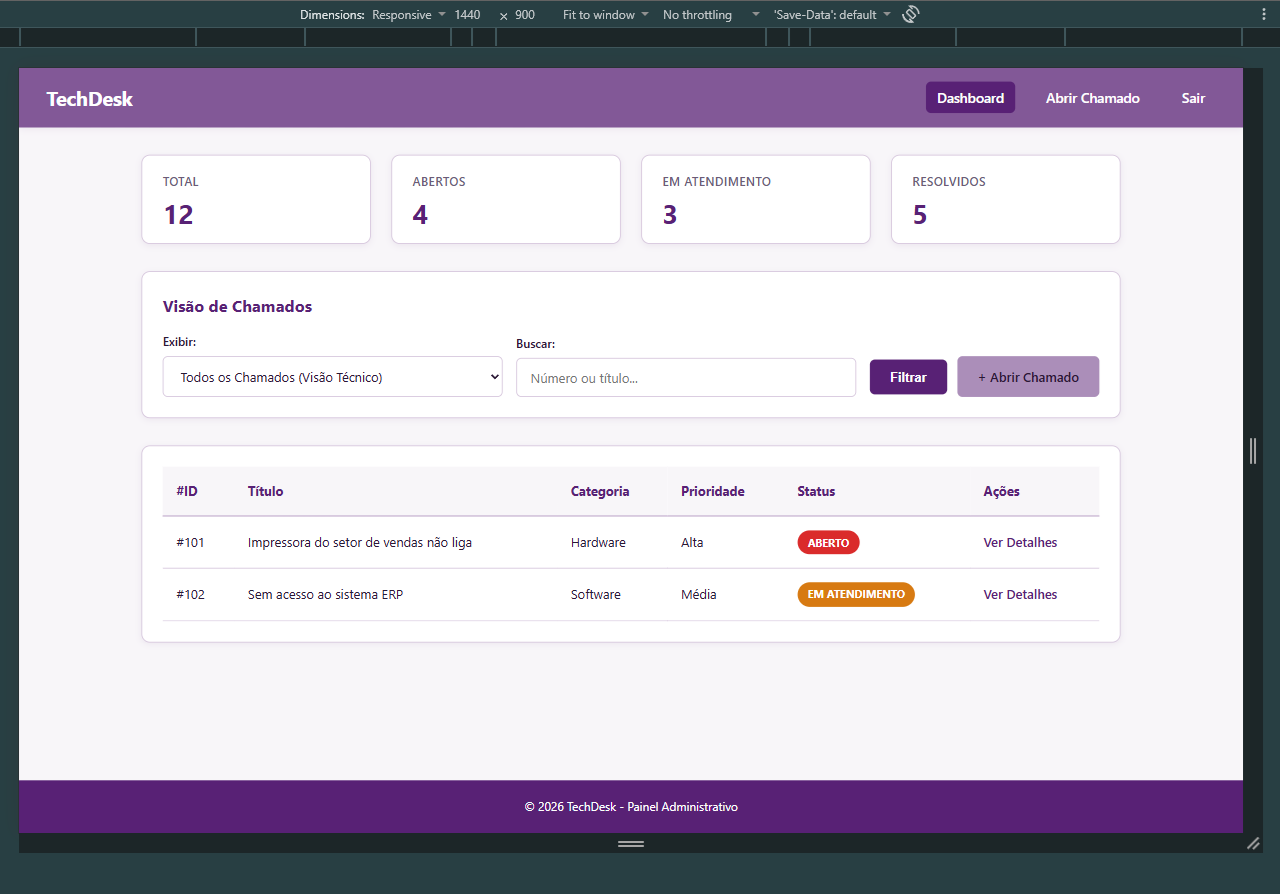 Dimensions: Responsive 1440 × 900 Fit to window No throttling 'Save-Data': default
TechDesk Dashboard Abrir Chamado Sair
TOTAL ABERTOS EM ATENDIMENTO RESOLVIDOS
12 4 3 5
Visão de Chamados
Exibir: Buscar:
Todos os Chamados (Visão Técnico) Número ou título... Filtrar + Abrir Chamado
#ID Título Categoria Prioridade Status Ações
#101 Impressora do setor de vendas não liga Hardware Alta ABERTO Ver Detalhes
#102 Sem acesso ao sistema ERP Software Média EM ATENDIMENTO Ver Detalhes
© 2026 TechDesk - Painel Administrativo